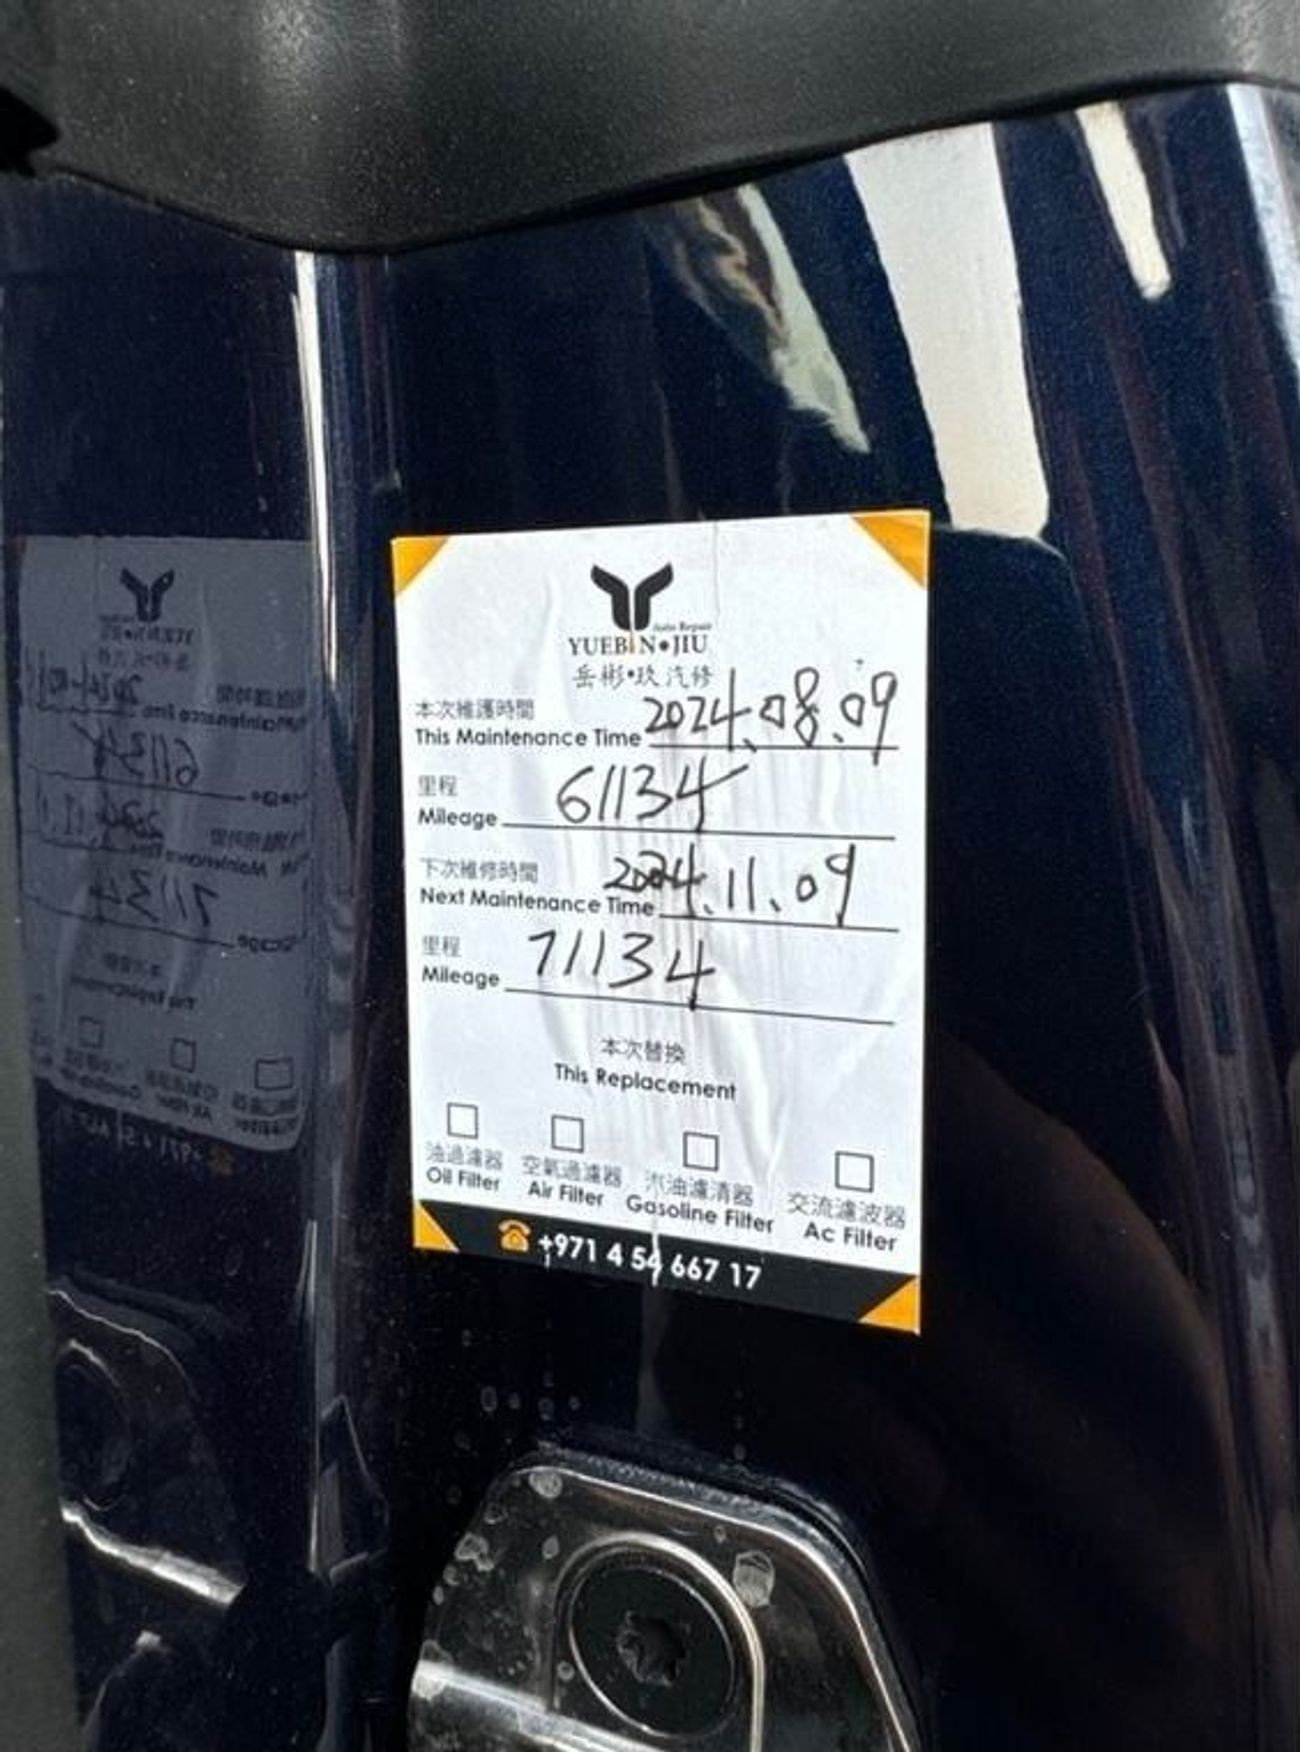 Auto Repair
YUEBIN•JIU
岳彬•玖汽修
本次維護時間
This Maintenance Time 2024.08.09
里程
Mileage 61134
下次維修時間
Next Maintenance Time 2024.11.09
里程
Mileage 71134
本次替換
This Replacement
油過濾器 空氣過濾器 汽油濾清器 交流濾波器
Oil Filter Air Filter Gasoline Filter Ac Filter
+971 4 54 667 17